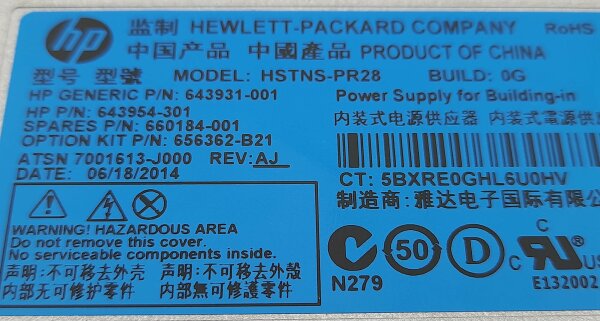 hp 监制 HEWLETT-PACKARD COMPANY RoHS
中国产品 中國產品 PRODUCT OF CHINA
型号 型號 MODEL: HSTNS-PR28 BUILD: 0G
HP GENERIC P/N: 643931-001 Power Supply for Building-in
HP P/N: 643954-301
SPARES P/N: 660184-001 内装式电源供应器 内装式電源供應
OPTION KIT P/N: 656362-B21
ATSN 7001613-J000 REV: AJ
DATE: 06/18/2014 CT: 5BXRE0GHL6U0HV
制造商: 雅达电子国际有限公
WARNING! HAZARDOUS AREA
Do not remove this cover.
No serviceable components inside.
声明: 不可移去外壳 声明: 不可移去外殼
内部无可修护零件 内部無可修護零件
N279 50 D C UR US
E132002